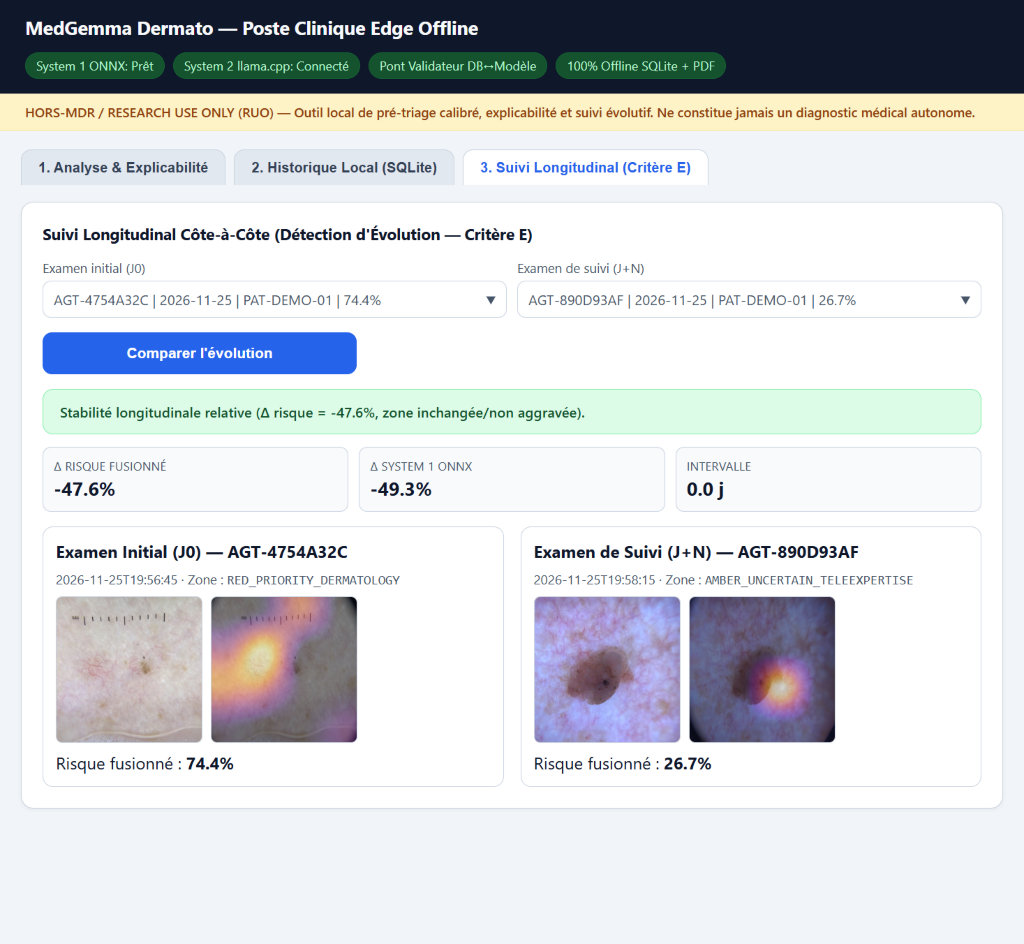 MedGemma Dermato — Poste Clinique Edge Offline
System 1 ONNX: Prêt
System 2 llama.cpp: Connecté
Pont Validateur DB↔Modèle
100% Offline SQLite + PDF
HORS-MDR / RESEARCH USE ONLY (RUO) — Outil local de pré-triage calibré, explicabilité et suivi évolutif. Ne constitue jamais un diagnostic médical autonome.
1. Analyse & Explicabilité
2. Historique Local (SQLite)
3. Suivi Longitudinal (Critère E)
Suivi Longitudinal Côte-à-Côte (Détection d'Évolution — Critère E)
Examen initial (J0)
Examen de suivi (J+N)
AGT-4754A32C | 2026-11-25 | PAT-DEMO-01 | 74.4%
AGT-890D93AF | 2026-11-25 | PAT-DEMO-01 | 26.7%
Comparer l'évolution
Stabilité longitudinale relative (Δ risque = -47.6%, zone inchangée/non aggravée).
Δ RISQUE FUSIONNÉ
-47.6%
Δ SYSTEM 1 ONNX
-49.3%
INTERVALLE
0.0 j
Examen Initial (J0) — AGT-4754A32C
2026-11-25T19:56:45 · Zone : RED_PRIORITY_DERMATOLOGY
Risque fusionné : 74.4%
Examen de Suivi (J+N) — AGT-890D93AF
2026-11-25T19:58:15 · Zone : AMBER_UNCERTAIN_TELEEXPERTISE
Risque fusionné : 26.7%